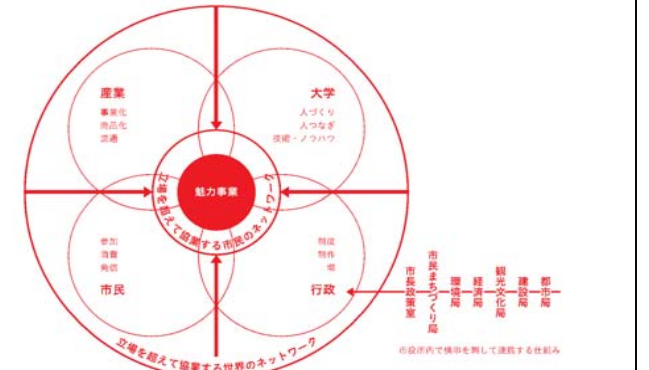 産業
事業化
商品化
流通
大学
人づくり
人つなぎ
技術・ノウハウ
魅力事業
立場を超えて協業する市民のネットワーク
参加
消費
発信
市民
制度
制作
場
行政
市長政策室
市民まちづくり局
環境局
経済局
観光文化局
建設局
都市局
市役所内で横串を刺して連携する仕組み
立場を超えて協業する世界のネットワーク